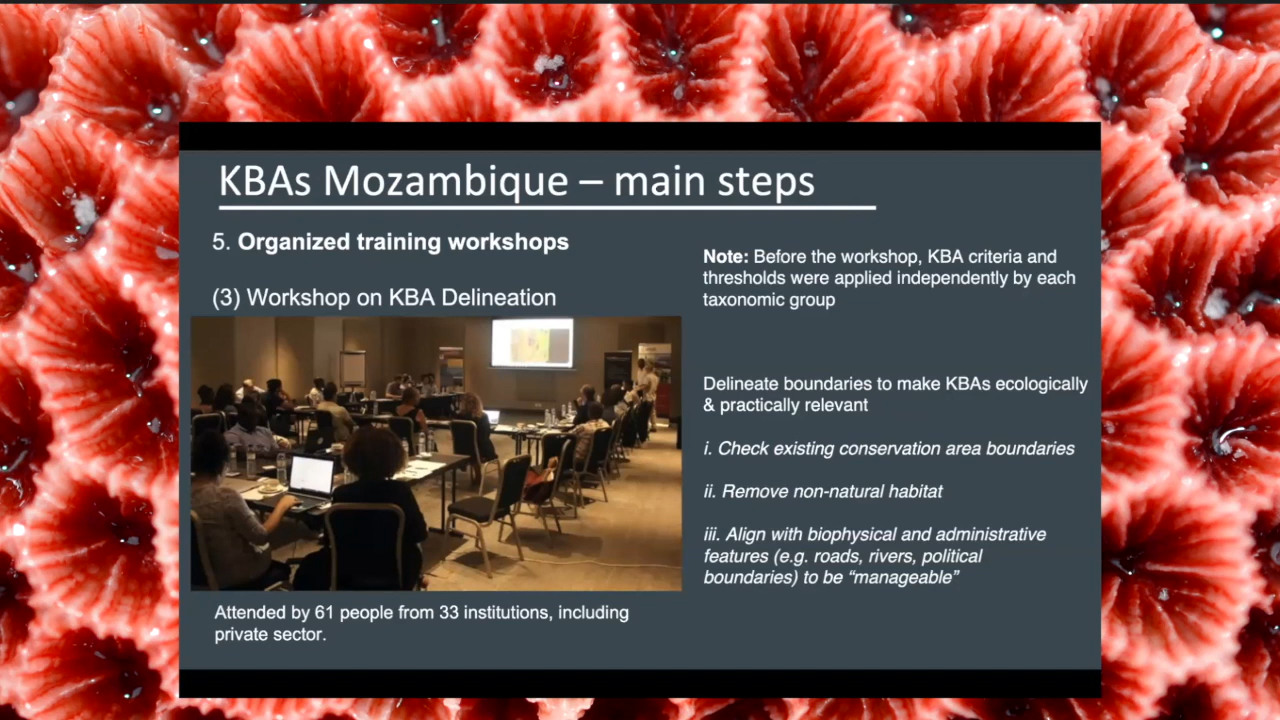 KBAs Mozambique – main steps
5. Organized training workshops
(3) Workshop on KBA Delineation
Attended by 61 people from 33 institutions, including
private sector.
Note: Before the workshop, KBA criteria and
thresholds were applied independently by each
taxonomic group
Delineate boundaries to make KBAs ecologically
& practically relevant
i. Check existing conservation area boundaries
ii. Remove non-natural habitat
iii. Align with biophysical and administrative
features (e.g. roads, rivers, political
boundaries) to be “manageable”